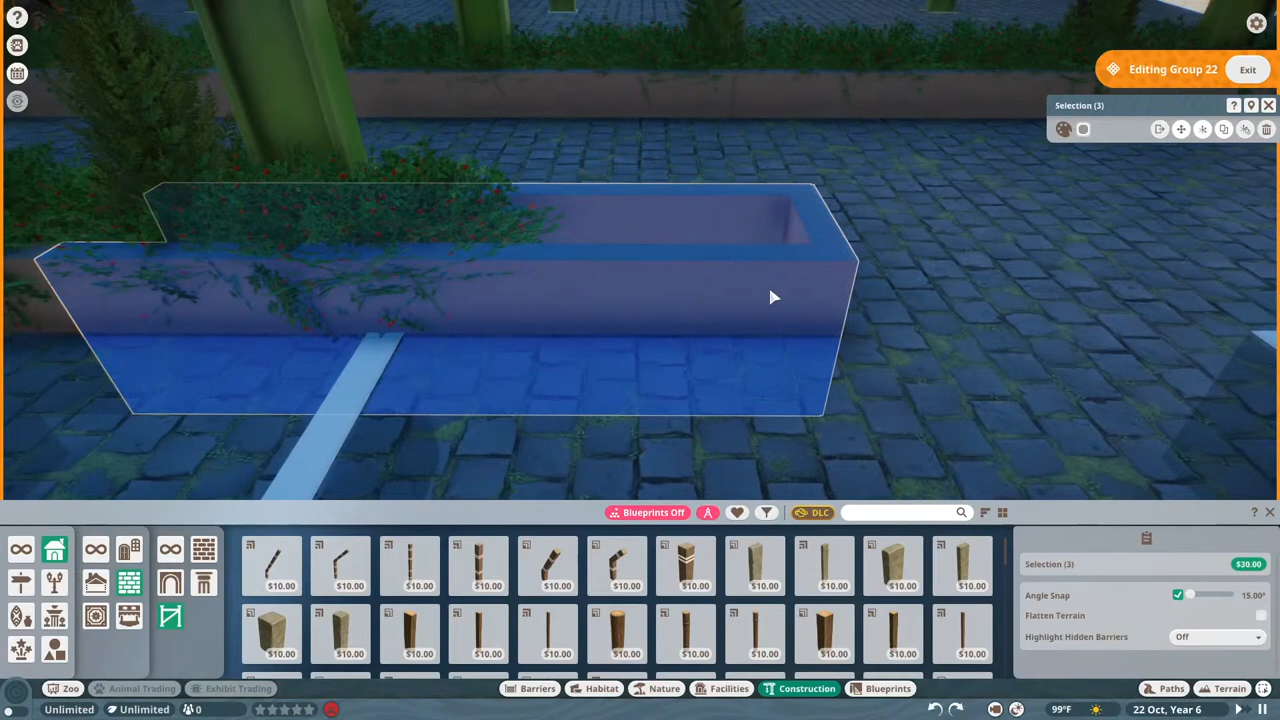 Editing Group 22
Exit
Selection (3)
?
?
Blueprints Off
DLC
?
$10.00 $10.00 $10.00 $10.00 $10.00 $10.00 $10.00 $10.00 $10.00 $10.00 $10.00
$10.00 $10.00 $10.00 $10.00 $10.00 $10.00 $10.00 $10.00 $10.00 $10.00 $10.00
Selection (3) $30.00
Angle Snap 15.00°
Flatten Terrain
Highlight Hidden Barriers Off
Zoo Animal Trading Exhibit Trading Barriers Habitat Nature Facilities Construction Blueprints Paths Terrain
Unlimited Unlimited 0 99°F 22 Oct, Year 6